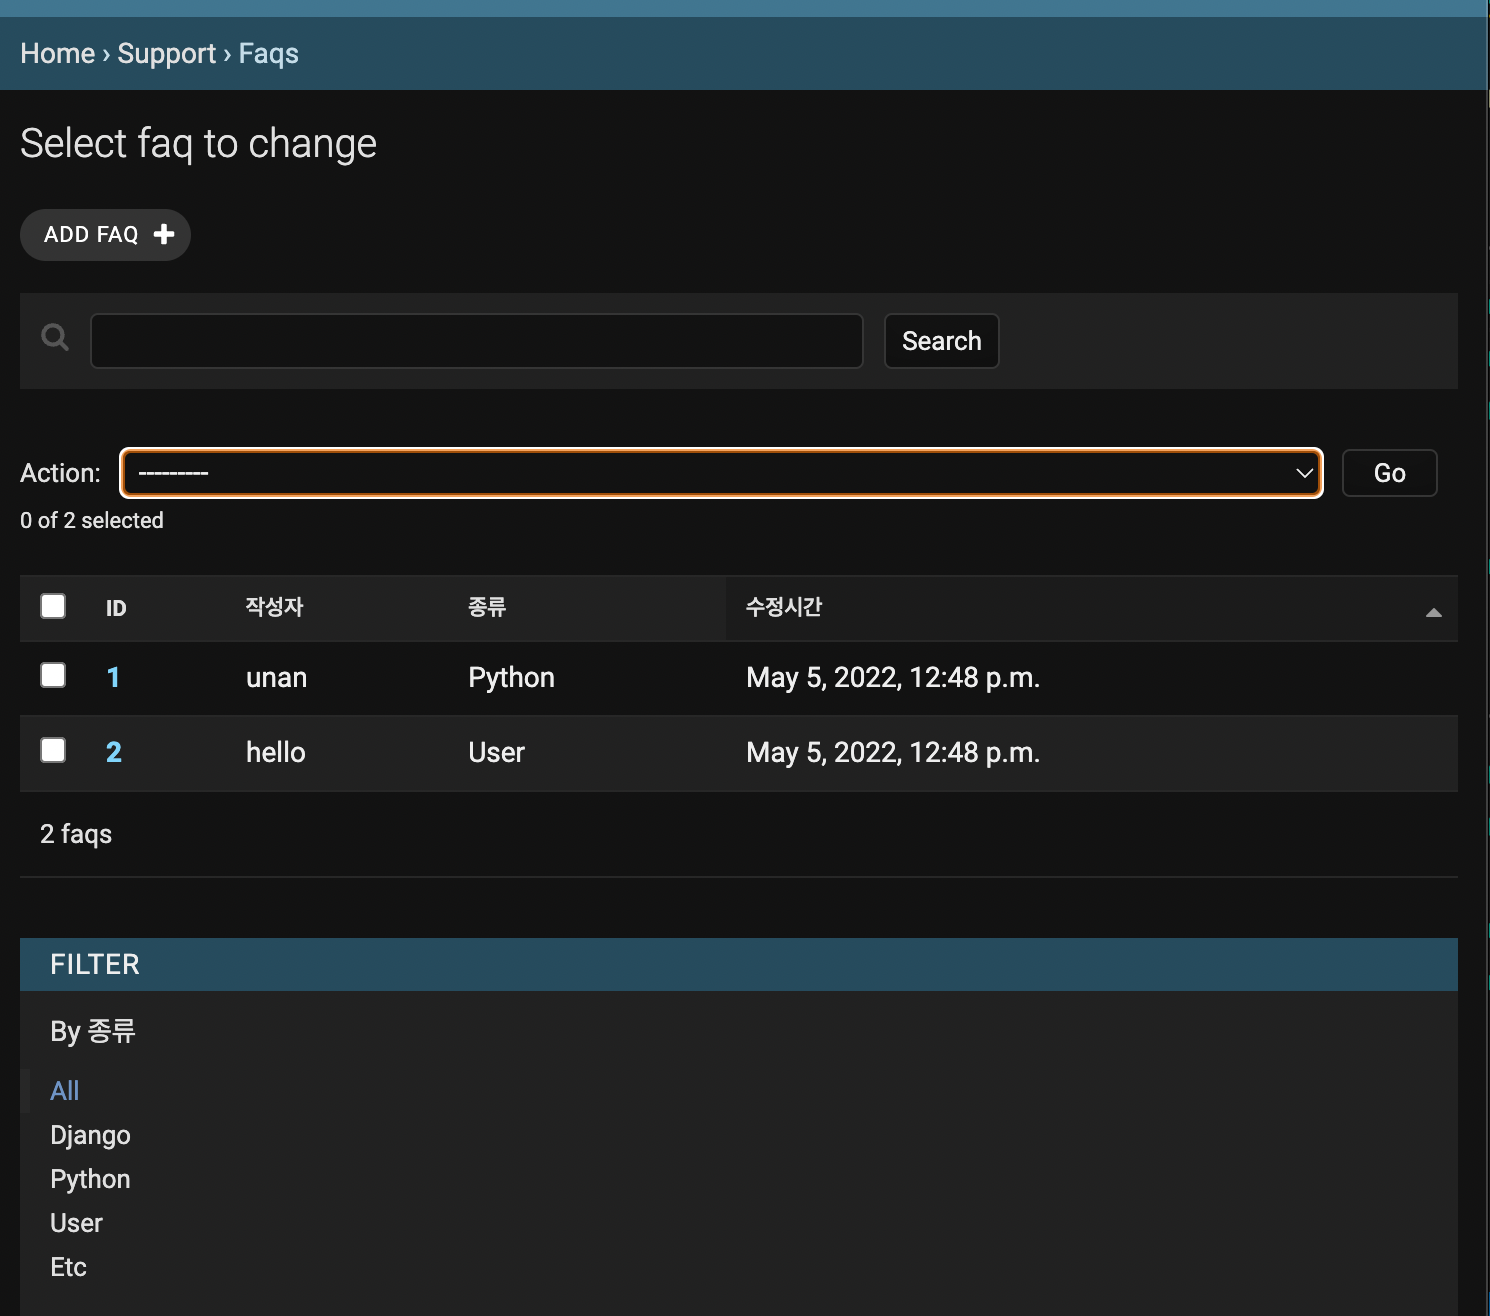 Home › Support › Faqs
Select faq to change
ADD FAQ
Search
Action: --------- Go
0 of 2 selected
ID 작성자 종류 수정시간
1 unan Python May 5, 2022, 12:48 p.m.
2 hello User May 5, 2022, 12:48 p.m.
2 faqs
FILTER
By 종류
All
Django
Python
User
Etc